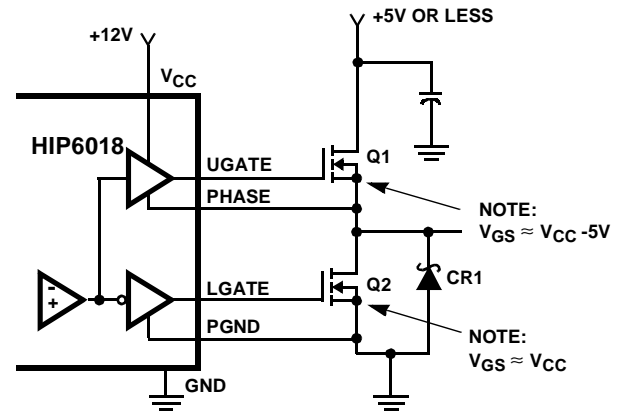 +5V OR LESS
+12V
VCC
HIP6018
UGATE
Q1
PHASE
NOTE:
VGS ≈ VCC -5V
-
+
LGATE
Q2
CR1
PGND
NOTE:
VGS ≈ VCC
GND